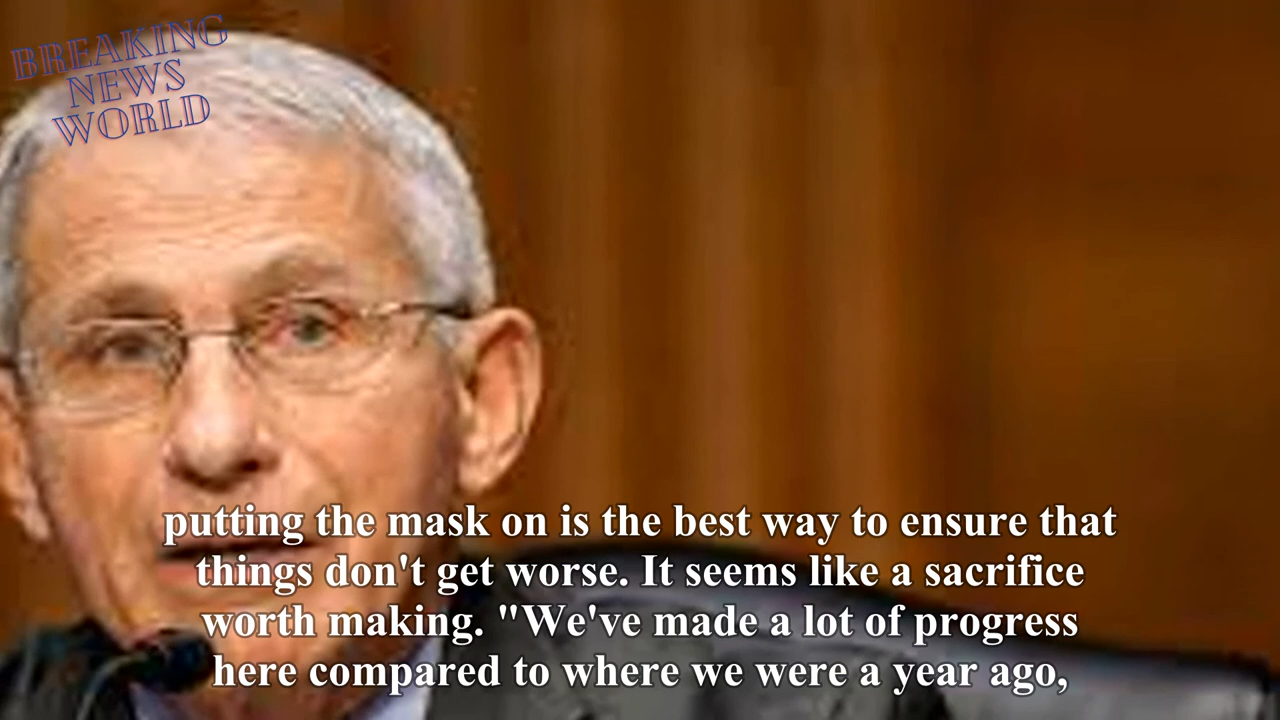 BREAKING
NEWS
WORLD
putting the mask on is the best way to ensure that
things don't get worse. It seems like a sacrifice
worth making. "We've made a lot of progress
here compared to where we were a year ago,